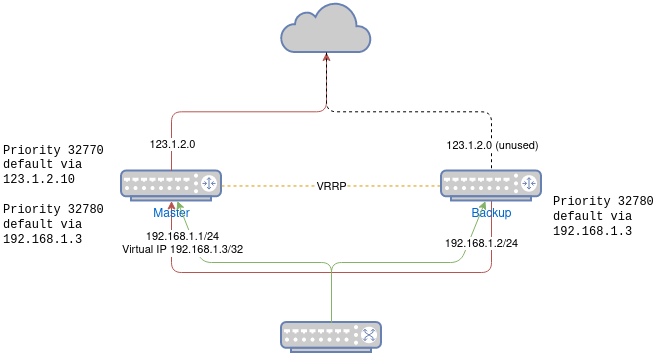 123.1.2.0
123.1.2.0 (unused)
Priority 32770
default via
123.1.2.10
Priority 32780
default via
192.168.1.3
VRRP
Master
Backup
Priority 32780
default via
192.168.1.3
192.168.1.1/24
Virtual IP 192.168.1.3/32
192.168.1.2/24